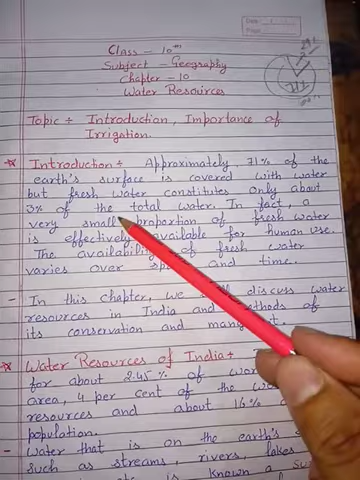 Class - 10th
Subject - Geography
Chapter - 10
Water Resources
Topic ÷ Introduction, Importance of
Irrigation.
Introduction ÷ Approximately, 71% of the
earth's surface is covered with water
but fresh water constitutes only about
3% of the total water. In fact, a
very small proportion of fresh water
is effectively available for human use.
The availability of fresh water
varies over and time.
- In this chapter, we discuss water
resources in India and methods of
its conservation and
Water Resources of India ÷
for about 2.45% of
area, 4 per cent of the
resources and about 16%
population.
- Water that is on the earth's
such as streams, rivers, lakes
is known a